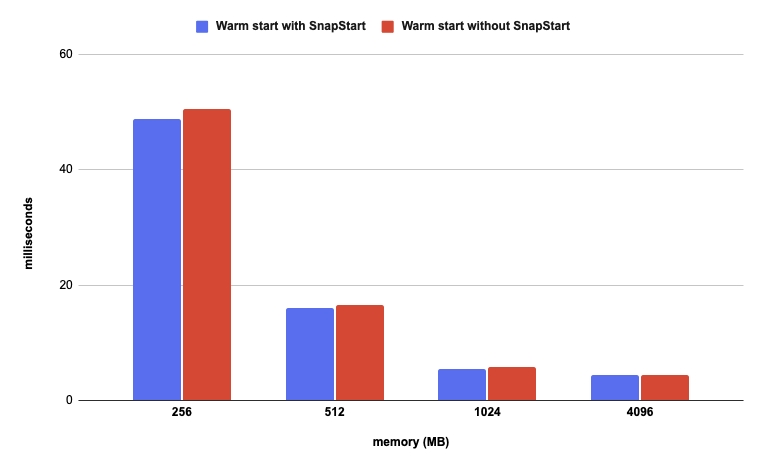 Warm start with SnapStart Warm start without SnapStart
60
40
20
0
milliseconds
256 512 1024 4096
memory (MB)